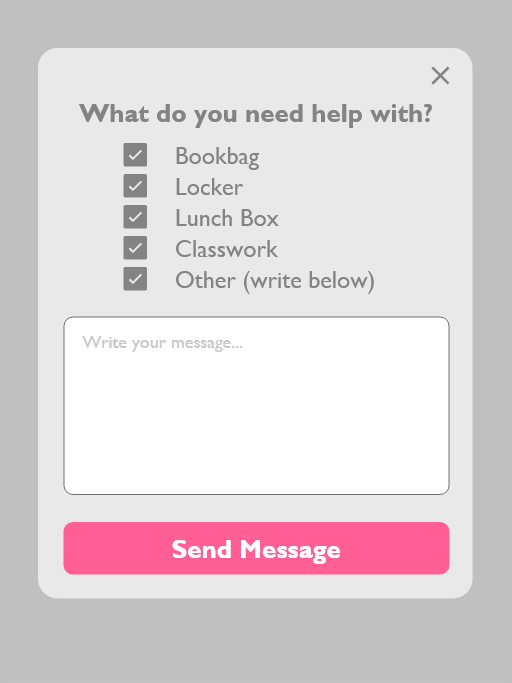 What do you need help with?
Bookbag
Locker
Lunch Box
Classwork
Other (write below)
Write your message...
Send Message